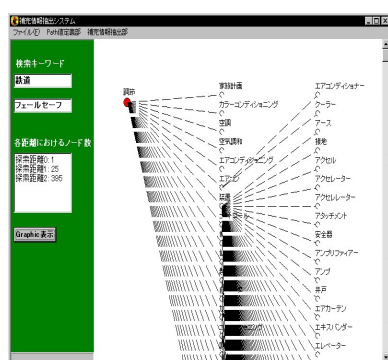 補完情報抽出システム
ファイル(F) Path値定義部 補完情報抽出部
検索キーワード
鉄道
フェールセーフ
各距離におけるノード数
探索距離0:1
探索距離1:25
探索距離2:395
Graphic表示
調節
家族計画
カラーコンディショニング
空調
空気調和
エアコンディショニング
エアコン
装置
エアコンディショナー
クーラー
アース
接地
アクセル
アクセレーター
アクセルレーター
アタッチメント
安全器
アンプリファイアー
アンプ
井戸
エアカーテン
エキスパンダー
エレベーター